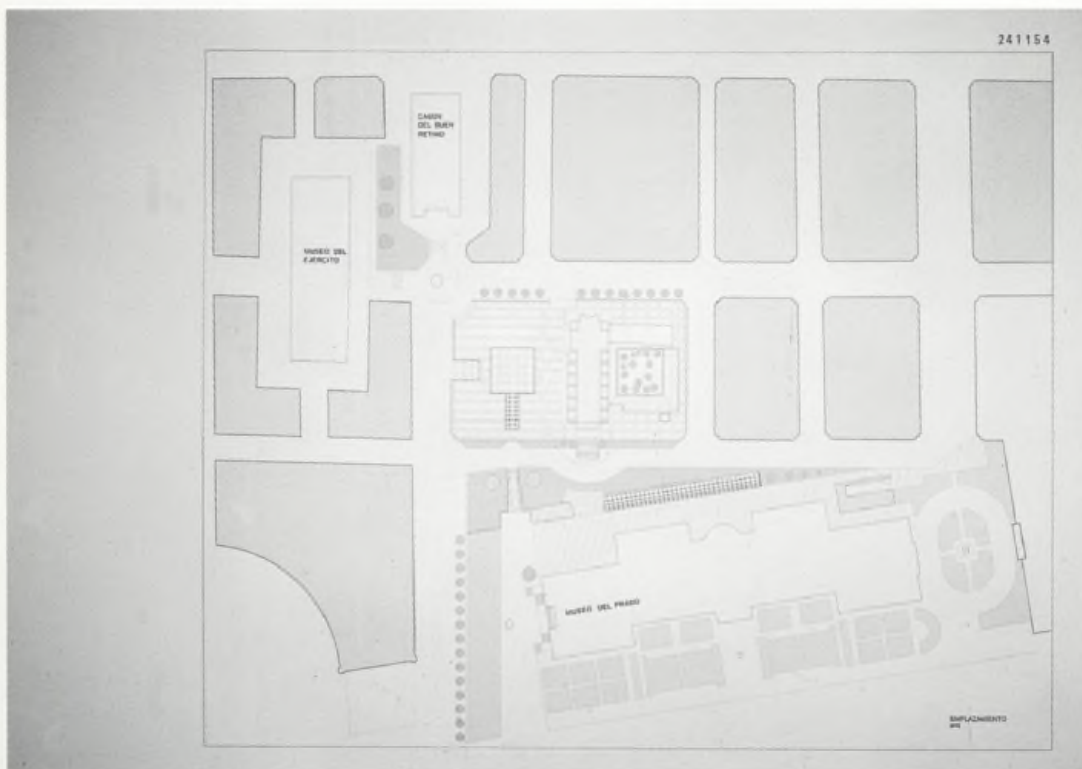 241154
CASON
DEL BUEN
RETIRO
MUSEO DEL
EJERCITO
MUSEO DEL PRADO
EMPLAZAMIENTO